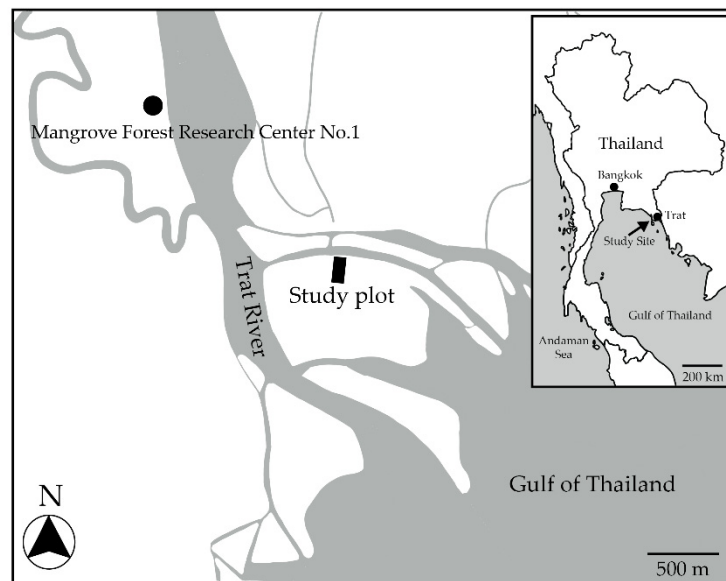 Mangrove Forest Research Center No.1
Trat River
Study plot
Gulf of Thailand
N
500 m
Thailand
Bangkok
Trat
Study Site
Gulf of Thailand
Andaman
Sea
200 km